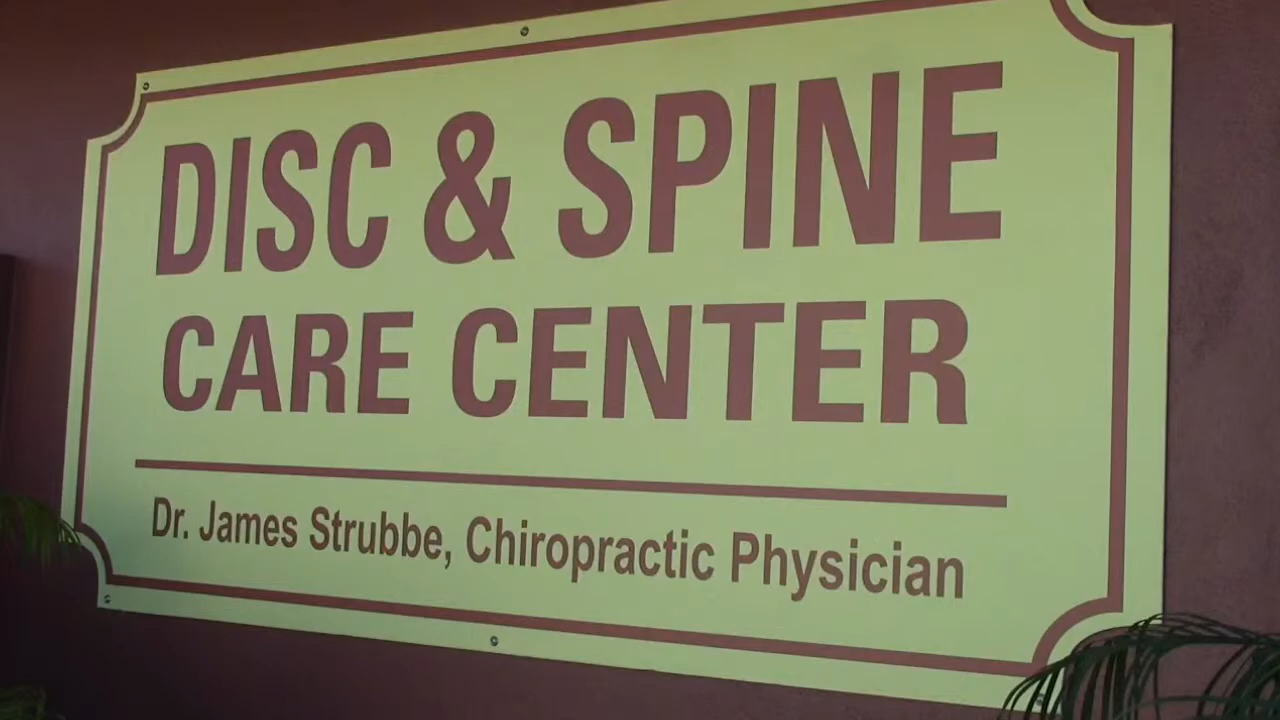 DISC & SPINE
CARE CENTER
Dr. James Strubbe, Chiropractic Physician